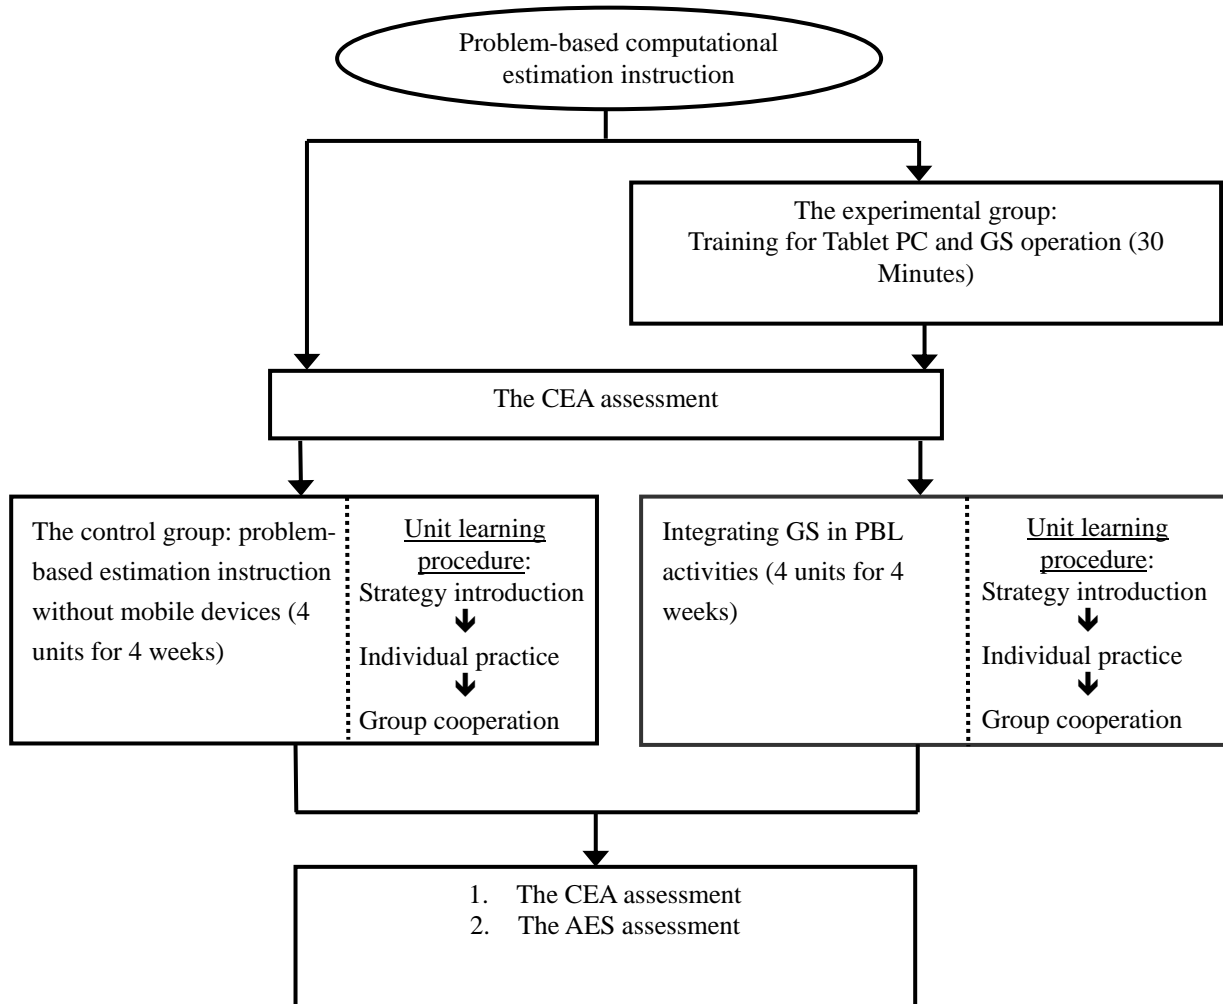 Problem-based computational
estimation instruction
The experimental group:
Training for Tablet PC and GS operation (30
Minutes)
The CEA assessment
The control group: problem-
based estimation instruction
without mobile devices (4
units for 4 weeks)
Unit learning
procedure:
Strategy introduction
Individual practice
Group cooperation
Integrating GS in PBL
activities (4 units for 4
weeks)
Unit learning
procedure:
Strategy introduction
Individual practice
Group cooperation
1. The CEA assessment
2. The AES assessment